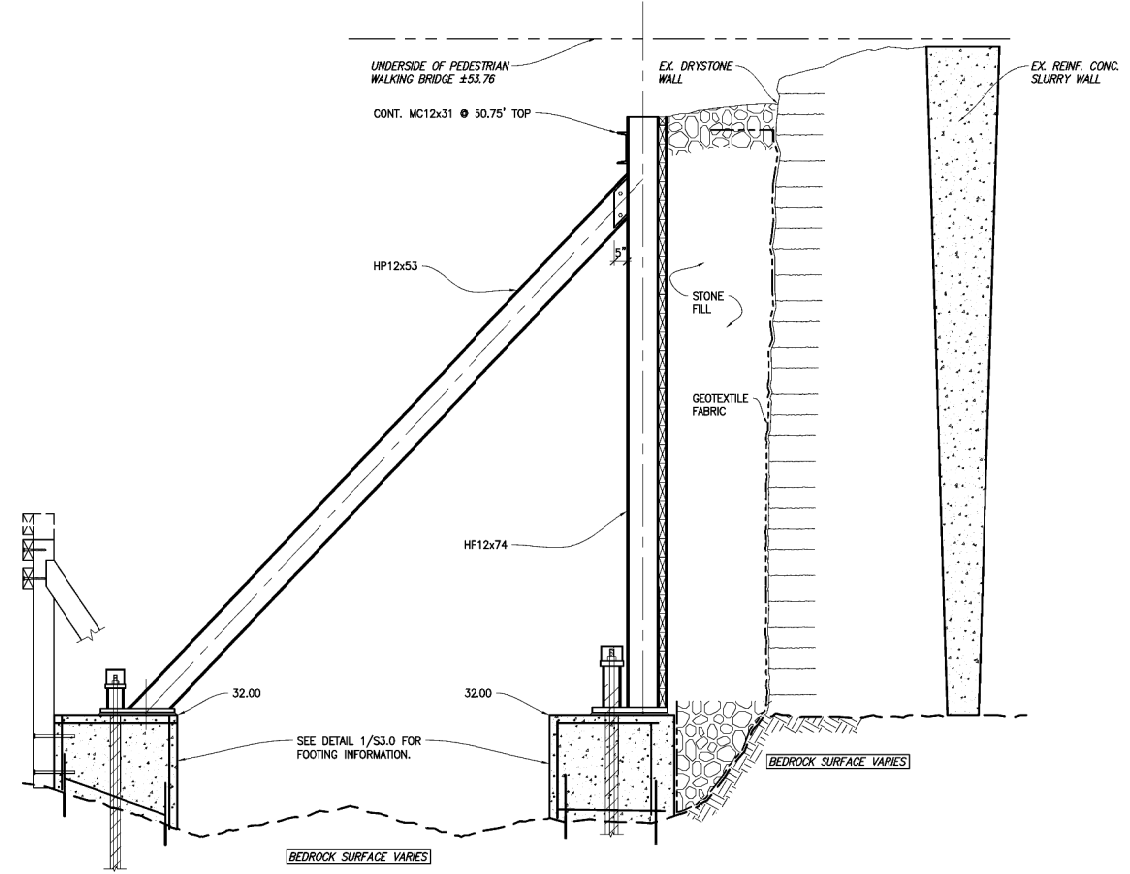 UNDERSIDE OF PEDESTRIAN
WALKING BRIDGE ±53.76
EX. DRYSTONE
WALL
EX. REINF. CONC.
SLURRY WALL
CONT. MC12x31 @ 50.75' TOP
HP12x53
5"
STONE
FILL
GEOTEXTILE
FABRIC
HP12x74
32.00
32.00
SEE DETAIL 1/S3.0 FOR
FOOTING INFORMATION.
BEDROCK SURFACE VARIES
BEDROCK SURFACE VARIES